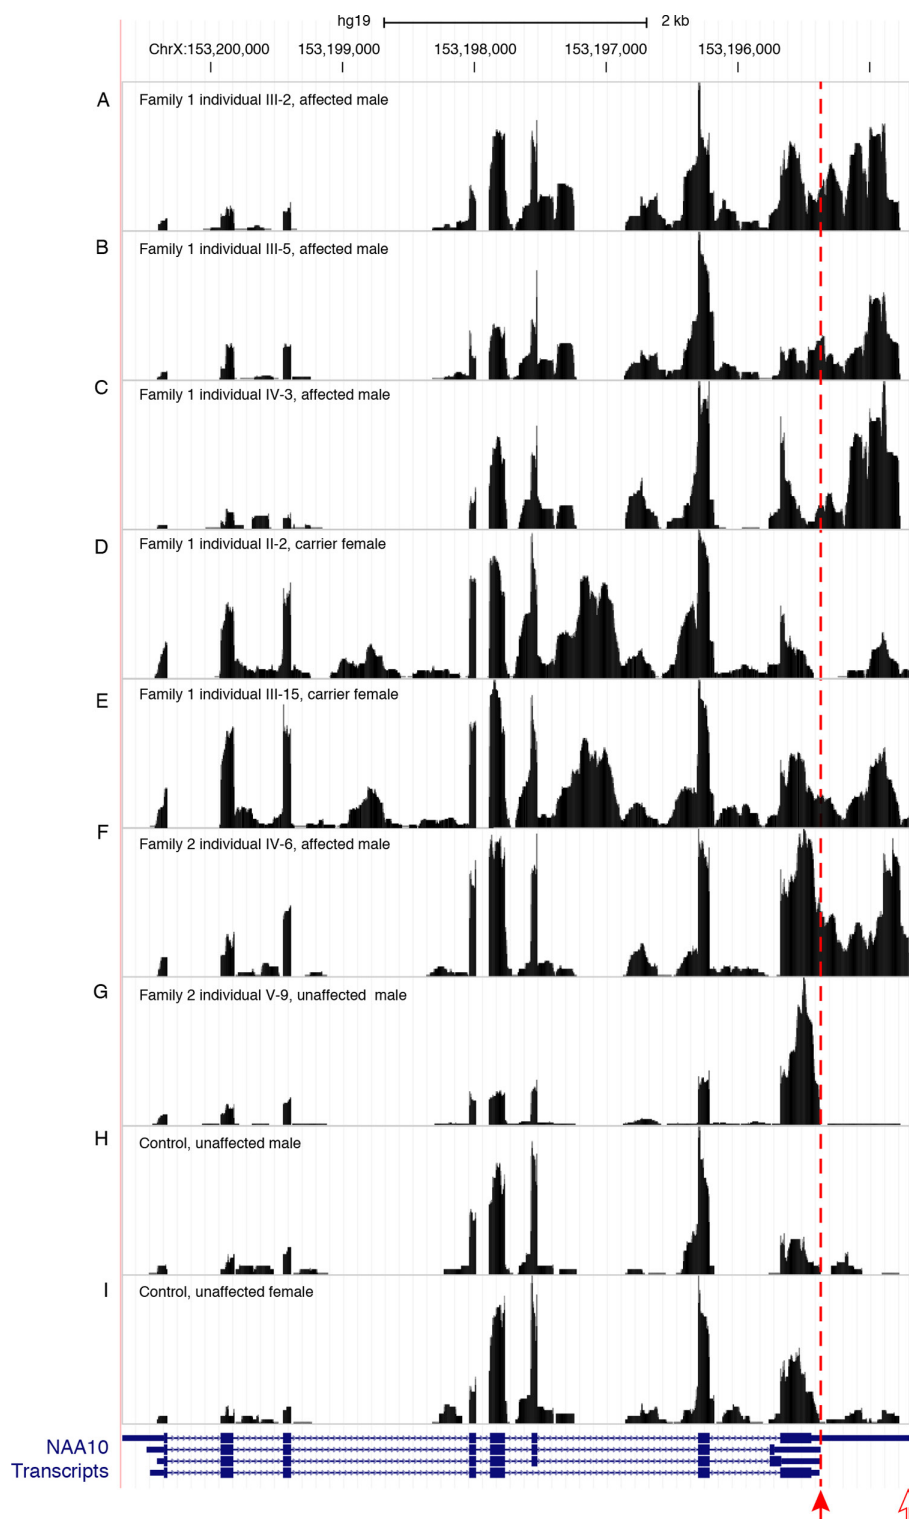 hg19 2 kb
ChrX:153,200,000 153,199,000 153,198,000 153,197,000 153,196,000
A Family 1 individual III-2, affected male
B Family 1 individual III-5, affected male
C Family 1 individual IV-3, affected male
D Family 1 individual II-2, carrier female
E Family 1 individual III-15, carrier female
F Family 2 individual IV-6, affected male
G Family 2 individual V-9, unaffected male
H Control, unaffected male
I Control, unaffected female
NAA10
Transcripts